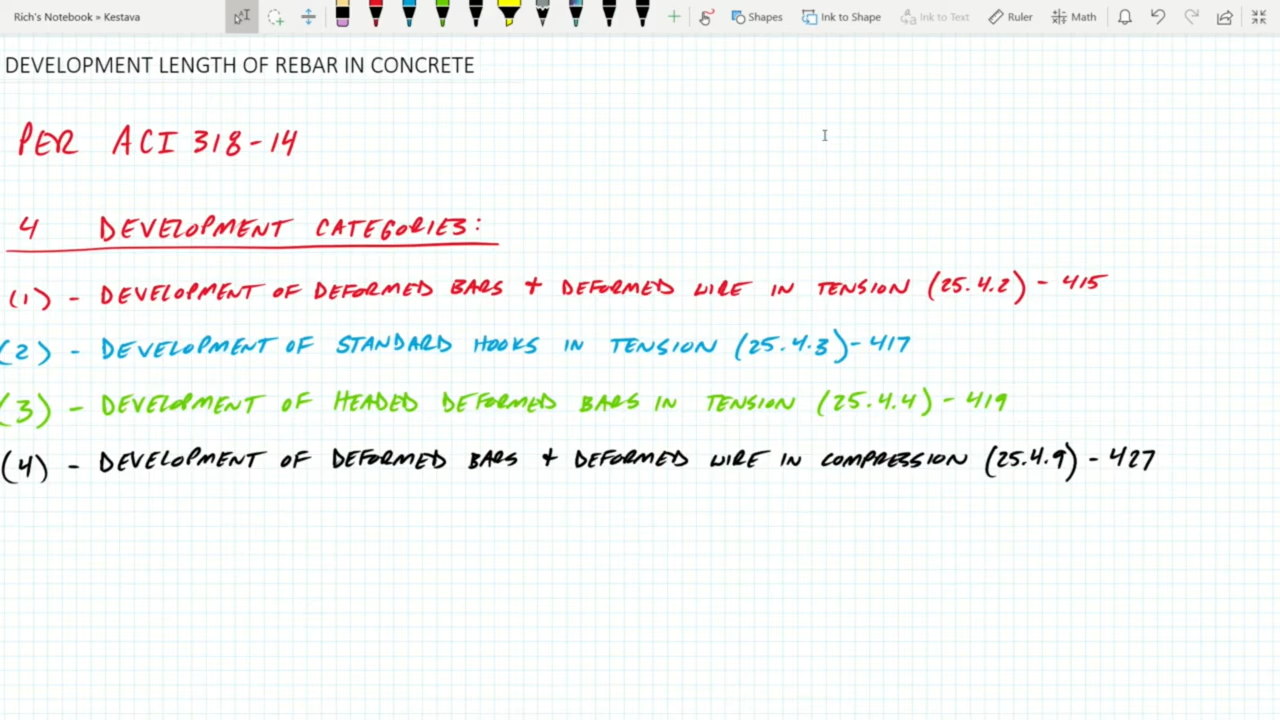 Rich's Notebook » Kestava
Shapes
Ink to Shape
Ink to Text
Ruler
Math
DEVELOPMENT LENGTH OF REBAR IN CONCRETE
PER ACI 318-14
4 DEVELOPMENT CATEGORIES:
(1) - DEVELOPMENT OF DEFORMED BARS + DEFORMED WIRE IN TENSION (25.4.2) - 415
(2) - DEVELOPMENT OF STANDARD HOOKS IN TENSION (25.4.3) - 417
(3) - DEVELOPMENT OF HEADED DEFORMED BARS IN TENSION (25.4.4) - 419
(4) - DEVELOPMENT OF DEFORMED BARS + DEFORMED WIRE IN COMPRESSION (25.4.9) - 427